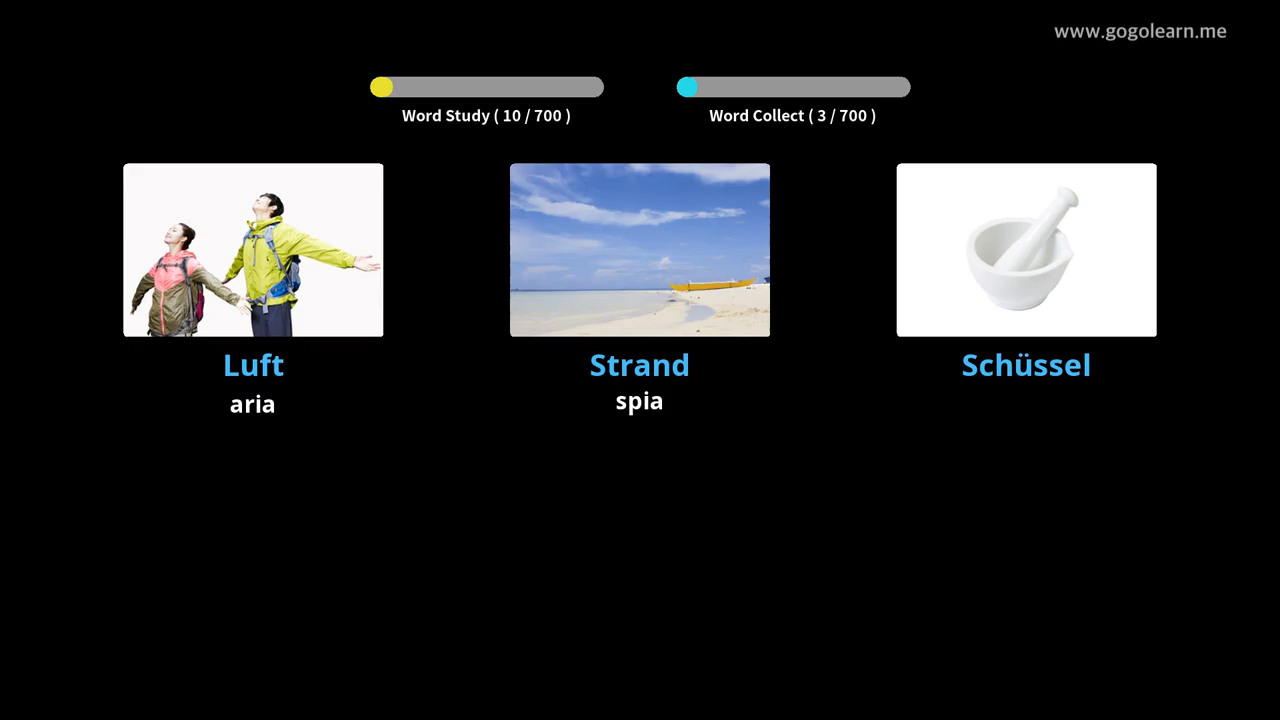 www.gogolearn.me
Word Study ( 10 / 700 )
Word Collect ( 3 / 700 )
Luft
aria
Strand
spia
Schüssel